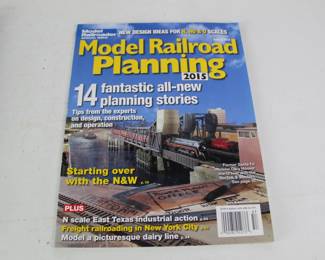 Model Railroader
NEW DESIGN IDEAS FOR N, HO & O SCALES
Model Railroad
Planning
2015
14 fantastic all-new
planning stories
Tips from the experts
on design, construction,
and operation
Starting over
with the N&W
PLUS
N scale East Texas industrial action
Freight railroading in New York City
Model a picturesque dairy line